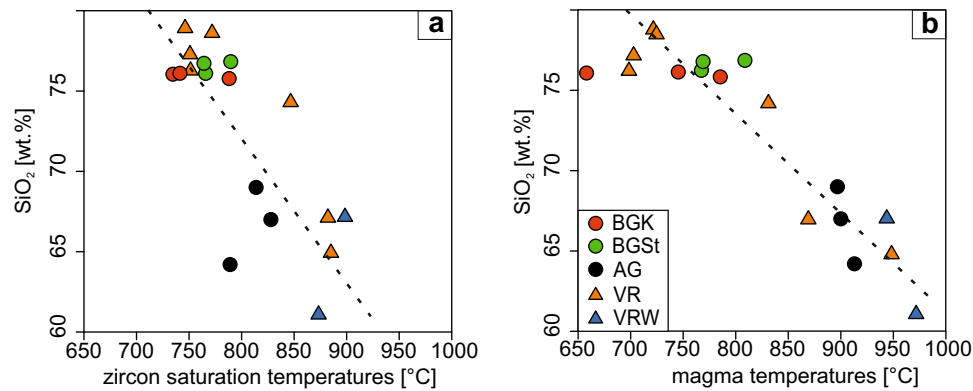 a
SiO₂ [wt.%]
75
70
65
60
650 700 750 800 850 900 950 1000
zircon saturation temperatures [°C]
b
SiO₂ [wt.%]
75
70
65
60
BGK
BGSt
AG
VR
VRW
650 700 750 800 850 900 950 1000
magma temperatures [°C]